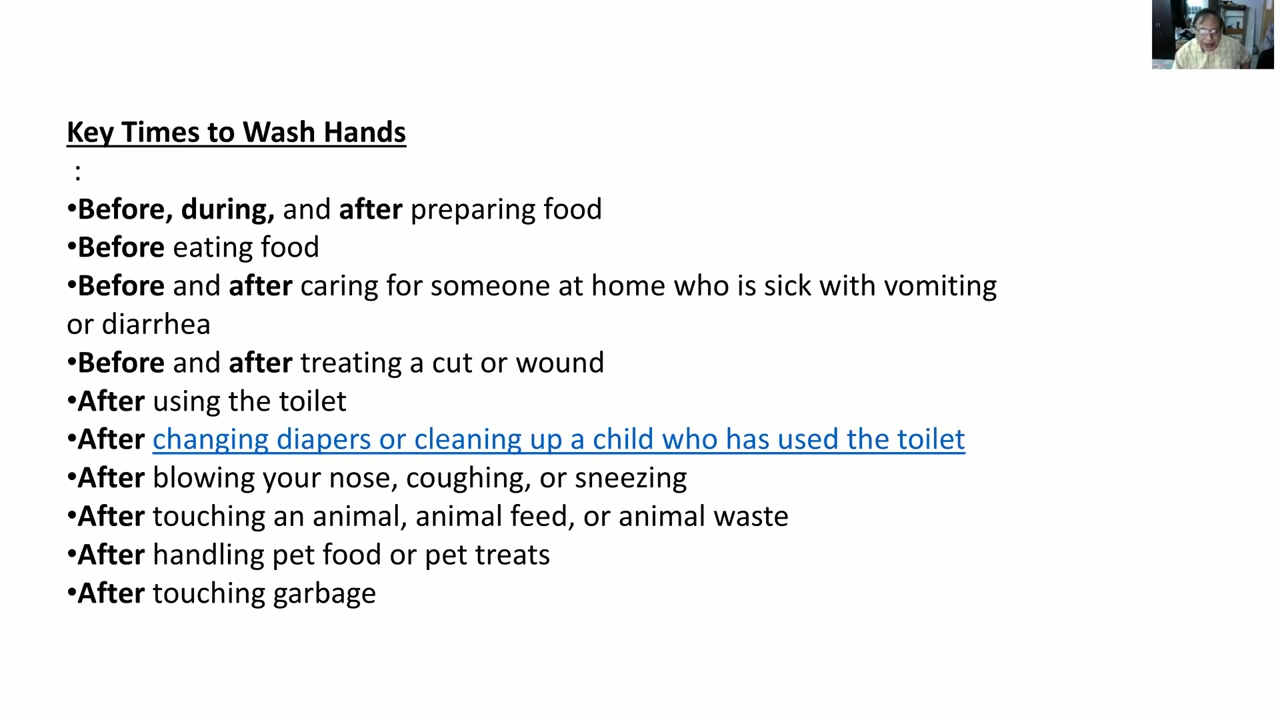 Key Times to Wash Hands
:
•Before, during, and after preparing food
•Before eating food
•Before and after caring for someone at home who is sick with vomiting
or diarrhea
•Before and after treating a cut or wound
•After using the toilet
•After changing diapers or cleaning up a child who has used the toilet
•After blowing your nose, coughing, or sneezing
•After touching an animal, animal feed, or animal waste
•After handling pet food or pet treats
•After touching garbage